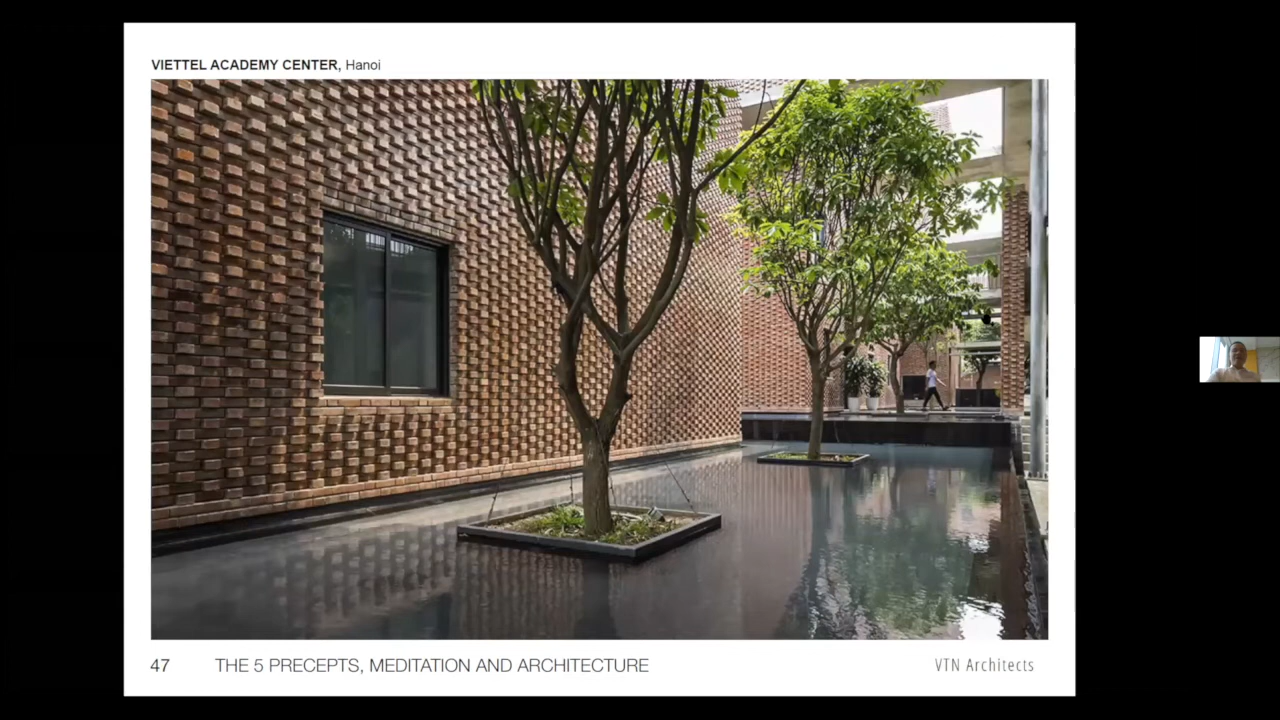 VIETTEL ACADEMY CENTER, Hanoi
47 THE 5 PRECEPTS, MEDITATION AND ARCHITECTURE VTN Architects